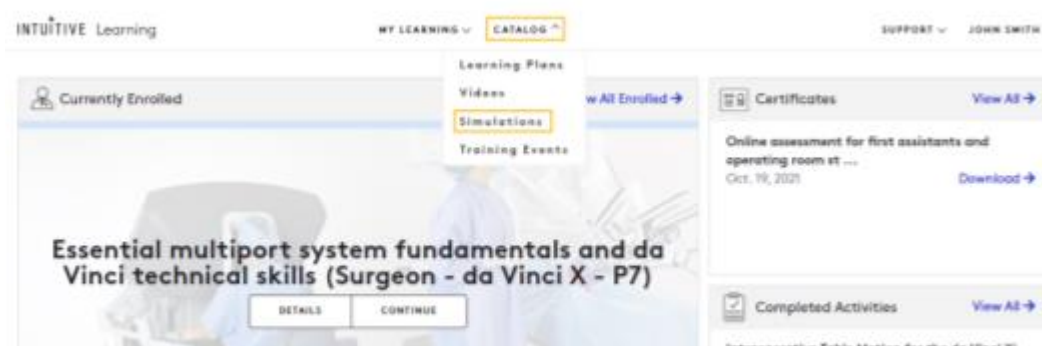 INTUITIVE Learning
MY LEARNING
CATALOG
SUPPORT
JOHN SMITH
Learning Plans
Videos
Simulations
Training Events
Currently Enrolled
w All Enrolled →
Essential multiport system fundamentals and da
Vinci technical skills (Surgeon - da Vinci X - P7)
DETAILS
CONTINUE
Certificates
View All →
Online assessment for first assistants and
operating room st ....
Oct. 19, 2021
Download →
Completed Activities
View All →